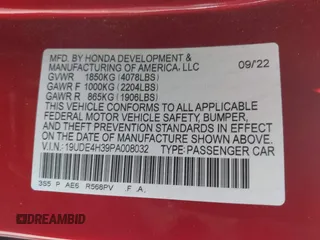 MFD. BY HONDA DEVELOPMENT &
MANUFACTURING OF AMERICA, LLC
09/22
GVWR 1850KG (4078LBS)
GAWR F 1000KG (2204LBS)
GAWR R 865KG (1906LBS)
THIS VEHICLE CONFORMS TO ALL APPLICABLE
FEDERAL MOTOR VEHICLE SAFETY, BUMPER,
AND THEFT PREVENTION STANDARDS IN EFFECT
ON THE DATE OF MANUFACTURE SHOWN ABOVE.
V.I.N.: 19UDE4H39PA008032 TYPE: PASSENGER CAR
3S5 P AES R568PV .F .A.
DREAMBID